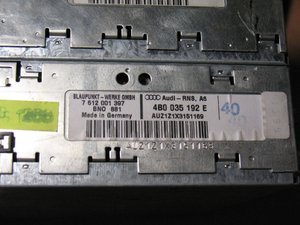 BLAUPUNKT - WERKE GMBH
7 612 001 397
BNO 881
Made in Germany
Audi - RNS, A6
4B0 035 192 E
AUZ1Z1X3151169
40